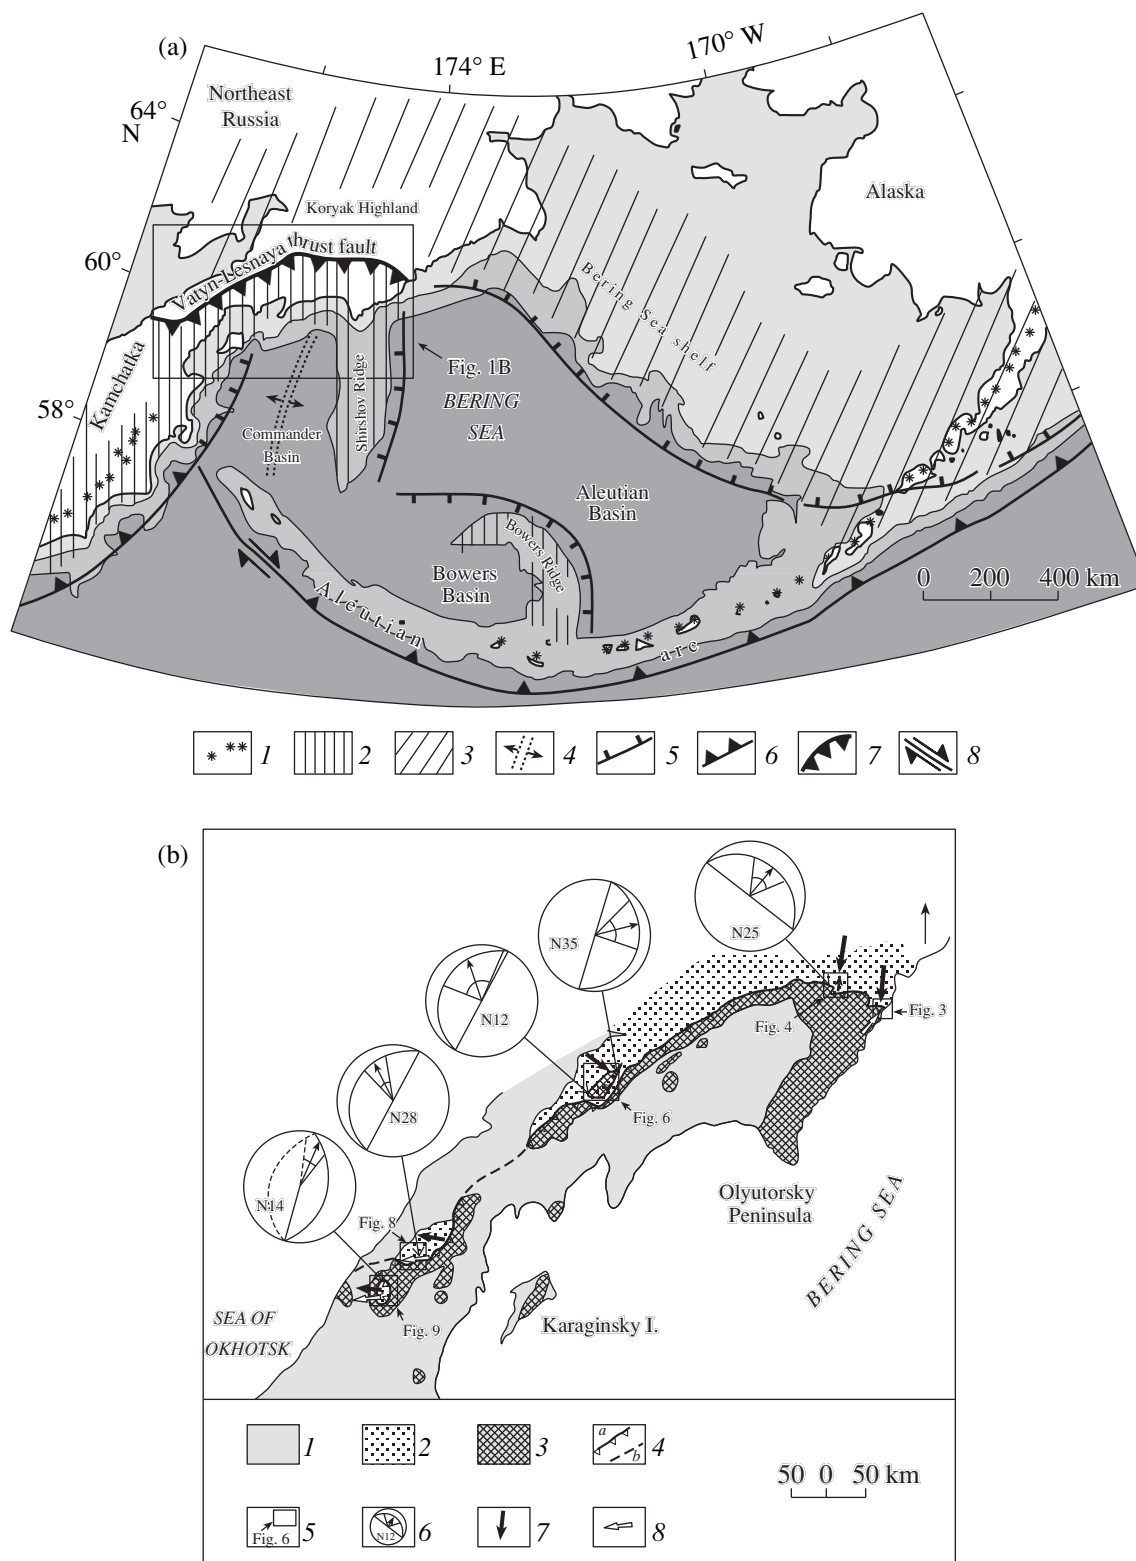 (a)
174° E
170° W
64°
N
Northeast
Russia
Koryak Highland
Alaska
60°
Vatyn-Lesnaya thrust fault
Bering Sea shelf
Kamchatka
58°
Shirshov Ridge
Fig. 1B
BERING
SEA
Commander
Basin
Aleutian
Basin
Bowers Ridge
Bowers
Basin
0 200 400 km
Aleutian
arc
1 2 3 4 5 6 7 8
(b)
N25
N35
N12
Fig. 4
Fig. 3
N28
Fig. 6
N14
Fig. 8
Olyutorsky
Peninsula
BERING SEA
SEA OF
OKHOTSK
Fig. 9
Karaginsky I.
1 2 3 a b 4
50 0 50 km
Fig. 6 5 N12 6 7 8